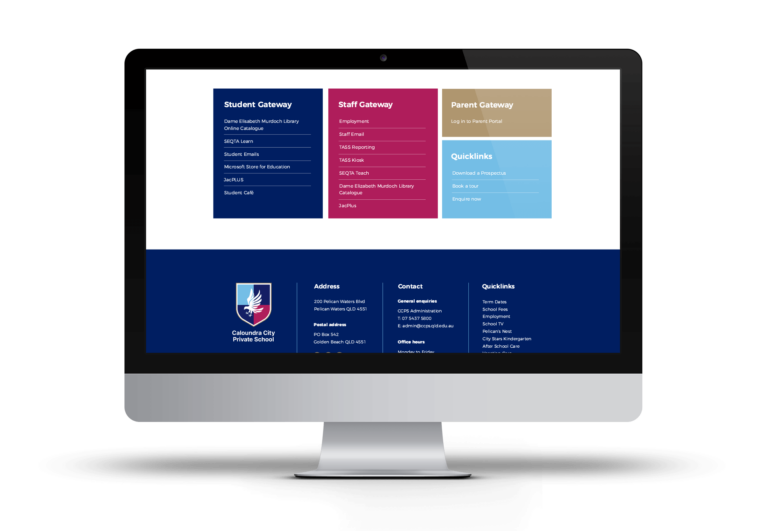 Student Gateway
Dame Elisabeth Murdoch Library
Online Catalogue
SEQTA Learn
Student Emails
Microsoft Store for Education
JacPLUS
Student Café
Staff Gateway
Employment
Staff Email
TASS Reporting
TASS Kiosk
SEQTA Teach
Dame Elizabeth Murdoch Library
Catalogue
JacPlus
Parent Gateway
Log in to Parent Portal
Quicklinks
Download a Prospectus
Book a tour
Enquire now
Caloundra City
Private School
Address
200 Pelican Waters Blvd
Pelican Waters QLD 4551
Postal address
PO Box 542
Golden Beach QLD 4551
Contact
General enquiries
CCPS Administration
T: 07 5437 5800
E: admin@ccps.qld.edu.au
Office hours
Monday to Friday
Quicklinks
Term Dates
School Fees
Employment
School TV
Pelican's Nest
City Stars Kindergarten
After School Care